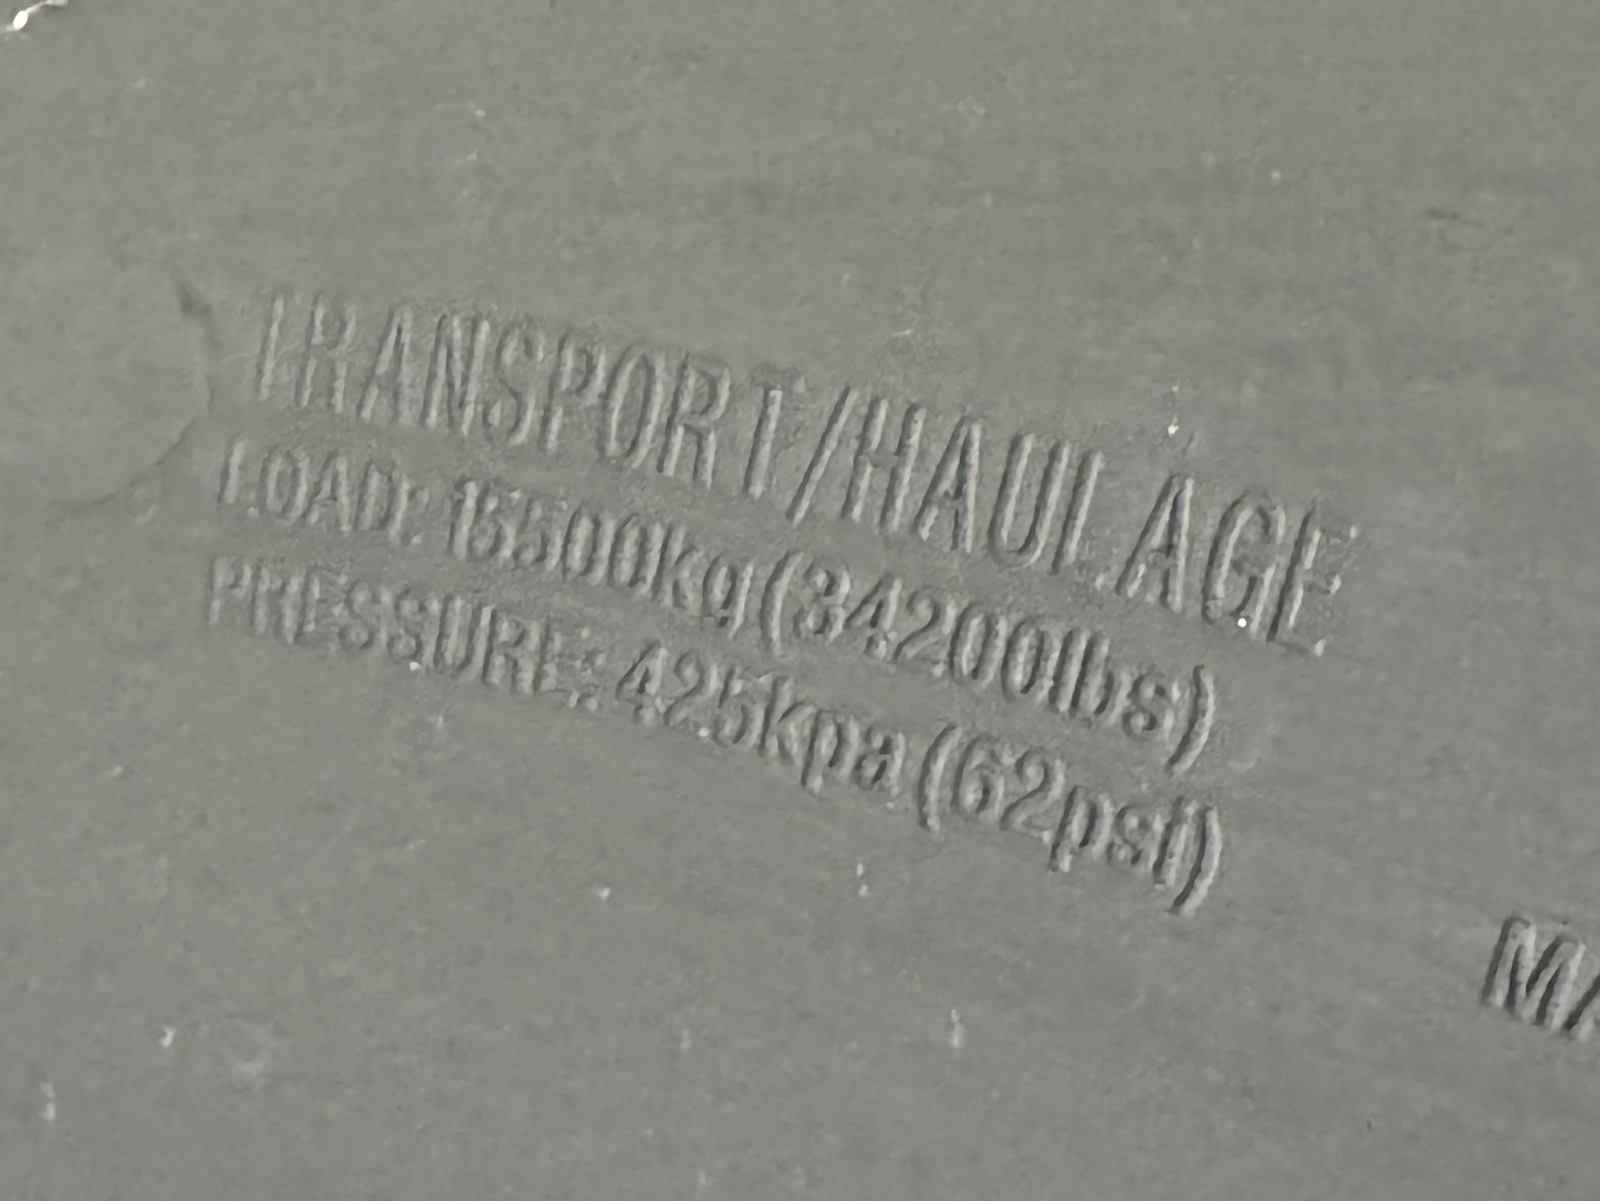 TRANSPORT/HAULAGE
LOAD: 15500kg(34200lbs)
PRESSURE: 425kpa(62psi)